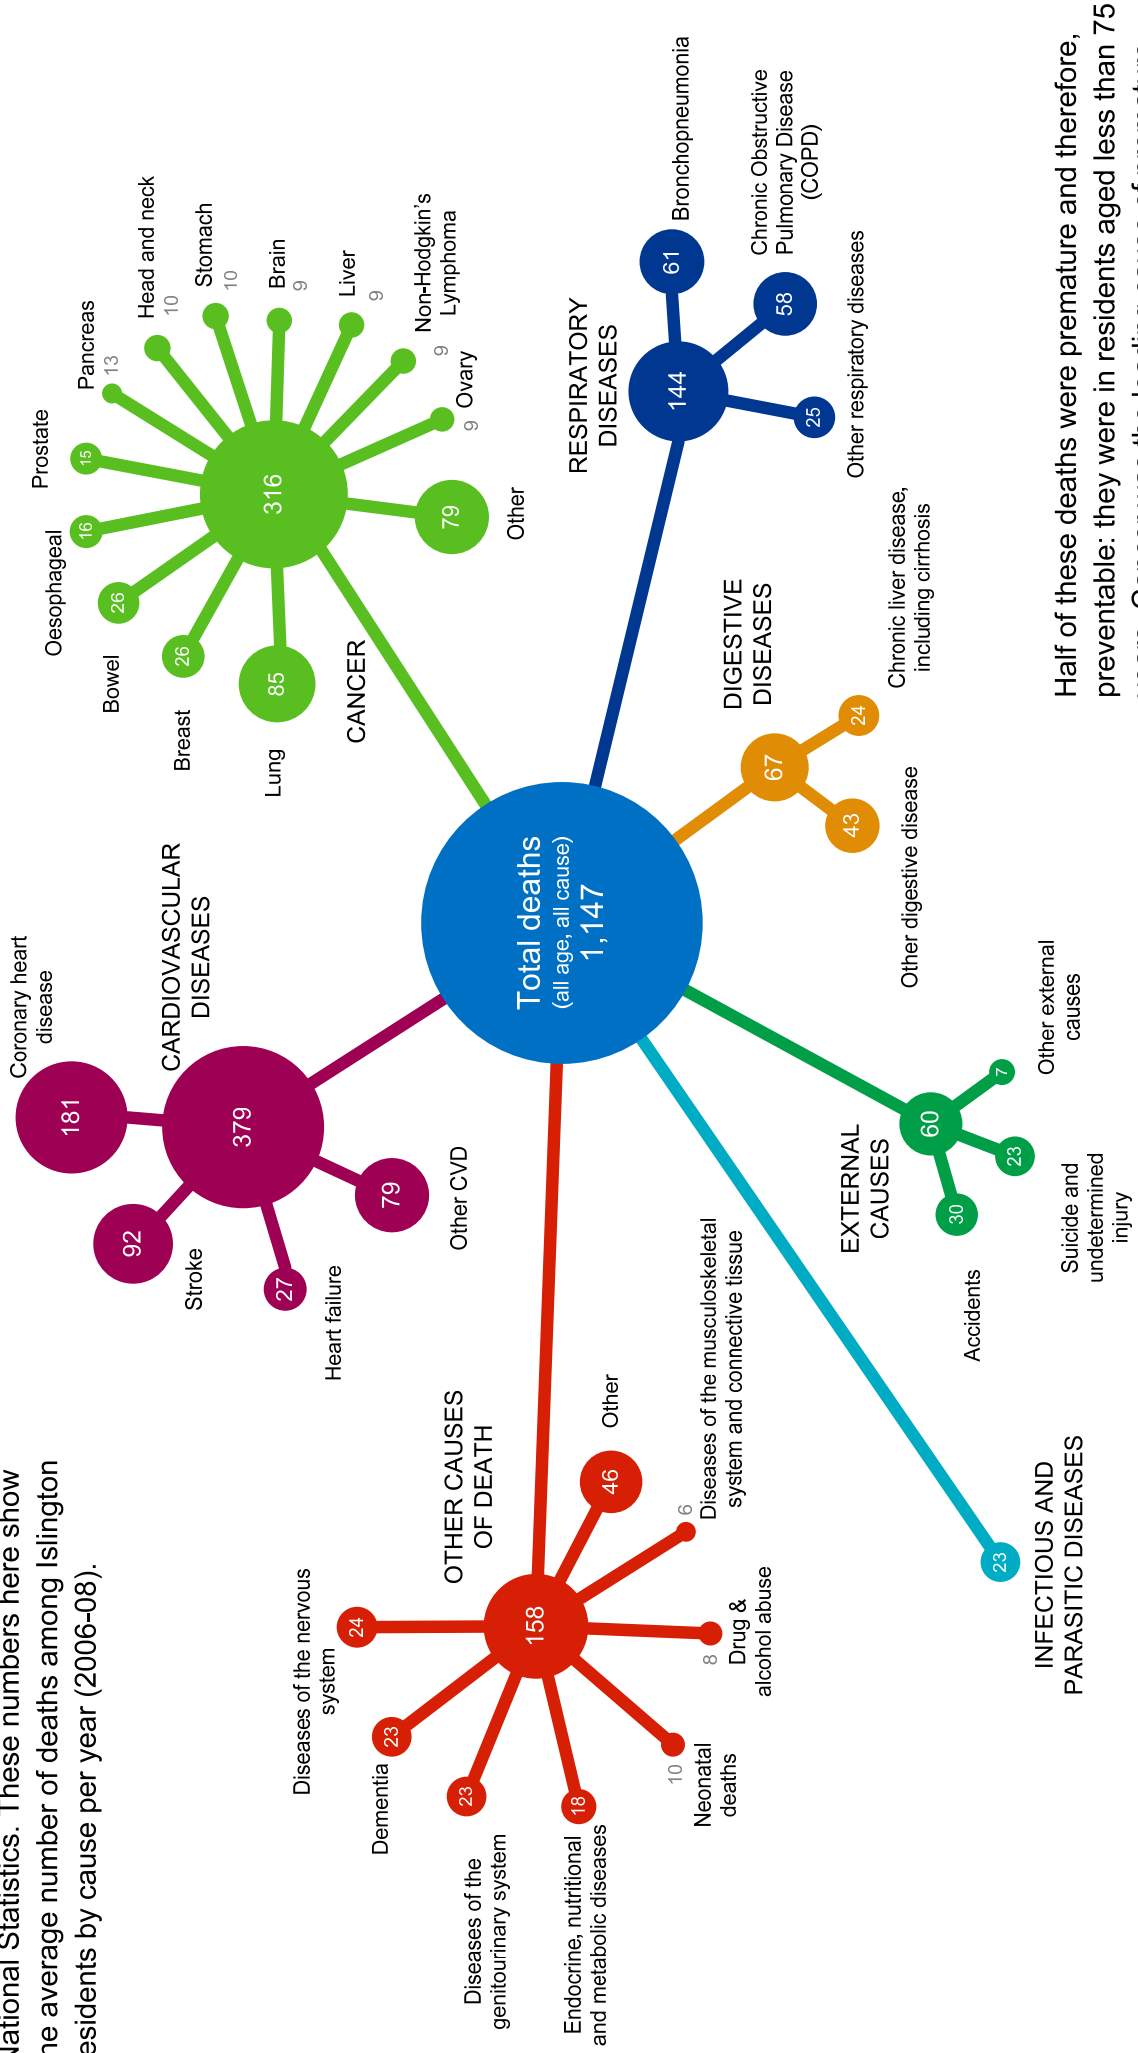 National Statistics. These numbers here show
the average number of deaths among Islington
residents by cause per year (2006-08).
Total deaths
(all age, all cause)
1,147
CARDIOVASCULAR
DISEASES
379
Coronary heart
disease
181
Stroke
92
Heart failure
27
Other CVD
79
CANCER
316
Lung
85
Breast
26
Bowel
26
Oesophageal
16
Prostate
15
Pancreas
13
Head and neck
10
Stomach
10
Brain
9
Liver
9
Non-Hodgkin's
Lymphoma
9
Ovary
9
Other
79
RESPIRATORY
DISEASES
144
Bronchopneumonia
61
Chronic Obstructive
Pulmonary Disease
(COPD)
58
Other respiratory diseases
25
DIGESTIVE
DISEASES
67
Chronic liver disease,
including cirrhosis
24
Other digestive disease
43
EXTERNAL
CAUSES
60
Other external
causes
7
Suicide and
undetermined
injury
23
Accidents
30
INFECTIOUS AND
PARASITIC DISEASES
23
OTHER CAUSES
OF DEATH
158
Diseases of the nervous
system
24
Dementia
23
Diseases of the
genitourinary system
23
Endocrine, nutritional
and metabolic diseases
18
Neonatal
deaths
10
Drug &
alcohol abuse
8
Diseases of the musculoskeletal
system and connective tissue
6
Other
46
Half of these deaths were premature and therefore,
preventable: they were in residents aged less than 75